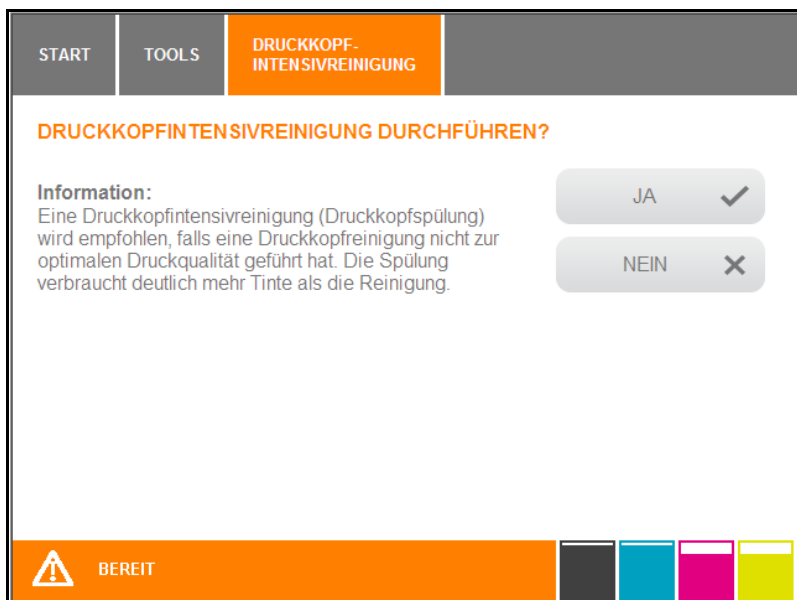 START
TOOLS
DRUCKKOPF-
INTENSIVREINIGUNG
DRUCKKOPFINTENSIVREINIGUNG DURCHFÜHREN?
Information:
Eine Druckkopfintensivreinigung (Druckkopfspülung)
wird empfohlen, falls eine Druckkopfreinigung nicht zur
optimalen Druckqualität geführt hat. Die Spülung
verbraucht deutlich mehr Tinte als die Reinigung.
JA
NEIN
BEREIT